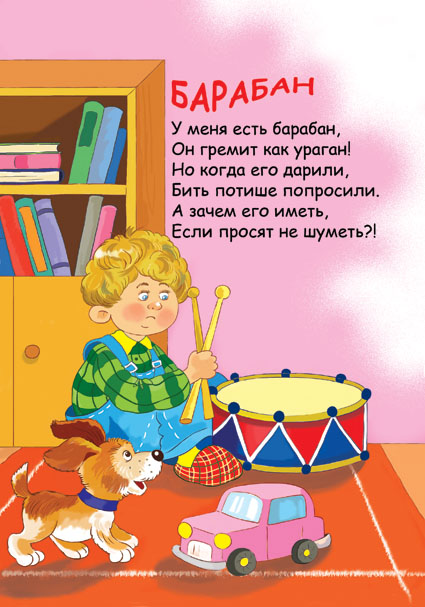 БАРАБАН
У меня есть барабан,
Он гремит как ураган!
Но когда его дарили,
Бить потише попросили.
А зачем его иметь,
Если просят не шуметь?!